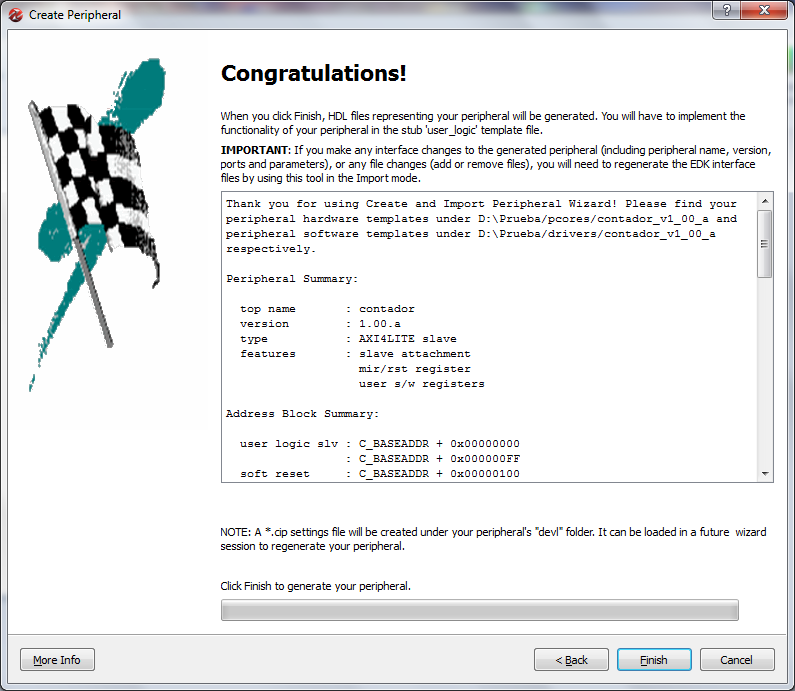 Create Peripheral
Congratulations!
When you click Finish, HDL files representing your peripheral will be generated. You will have to implement the
functionality of your peripheral in the stub 'user_logic' template file.
IMPORTANT: If you make any interface changes to the generated peripheral (including peripheral name, version,
ports and parameters), or any file changes (add or remove files), you will need to regenerate the EDK interface
files by using this tool in the Import mode.
Thank you for using Create and Import Peripheral Wizard! Please find your
peripheral hardware templates under D:\Prueba/pcores/contador_v1_00_a and
peripheral software templates under D:\Prueba/drivers/contador_v1_00_a
respectively.
Peripheral Summary:
top name : contador
version : 1.00.a
type : AXI4LITE slave
features : slave attachment
mir/rst register
user s/w registers
Address Block Summary:
user logic slv : C_BASEADDR + 0x00000000
: C_BASEADDR + 0x000000FF
soft reset : C_BASEADDR + 0x00000100
NOTE: A *.cip settings file will be created under your peripheral's "devl" folder. It can be loaded in a future wizard
session to regenerate your peripheral.
Click Finish to generate your peripheral.
More Info
< Back
Finish
Cancel